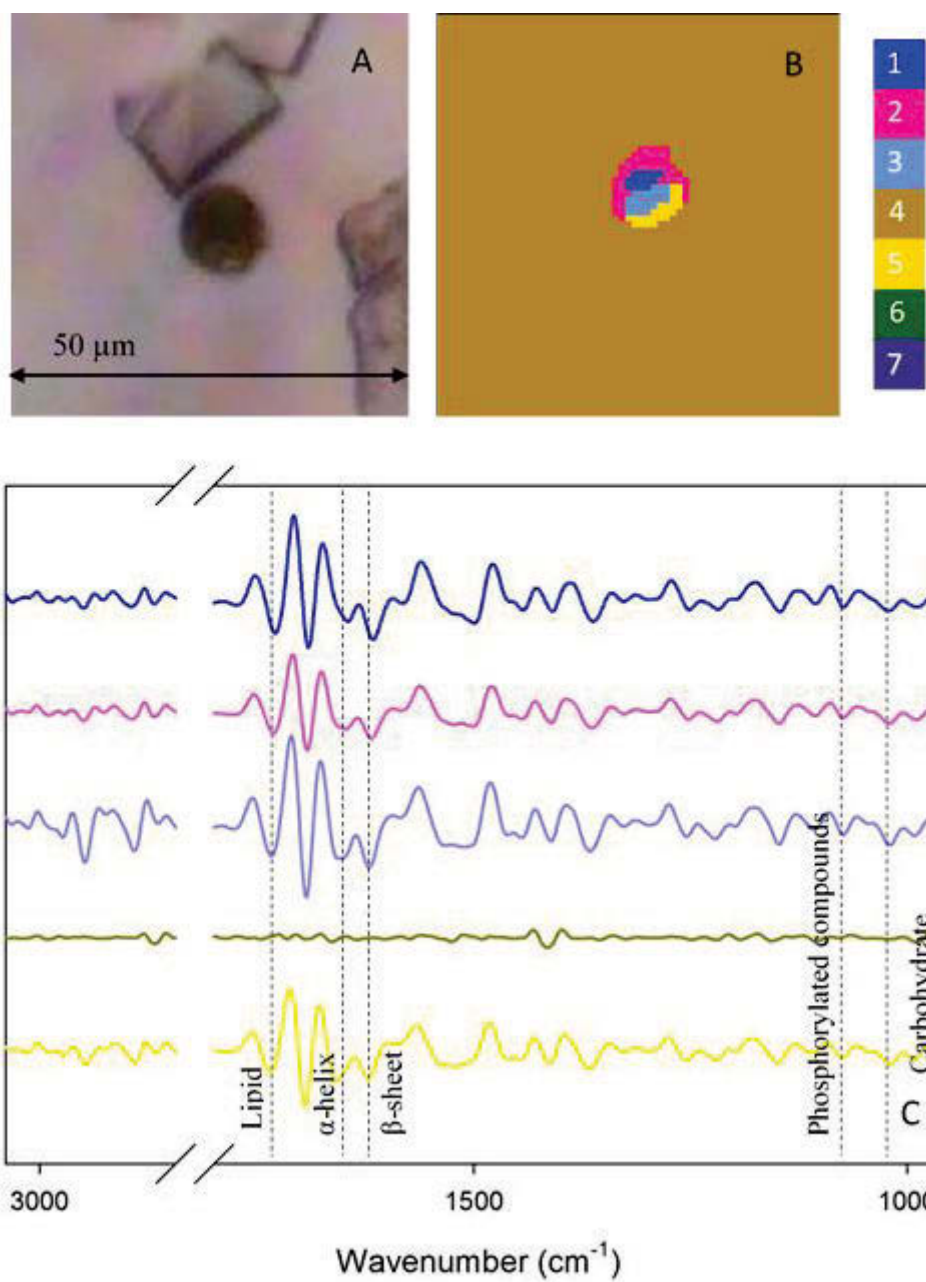 A
50 µm
B
1
2
3
4
5
6
7
Lipid
α-helix
β-sheet
Phosphorylated compounds
Carbohydrate
C
3000
1500
1000
Wavenumber (cm⁻¹)